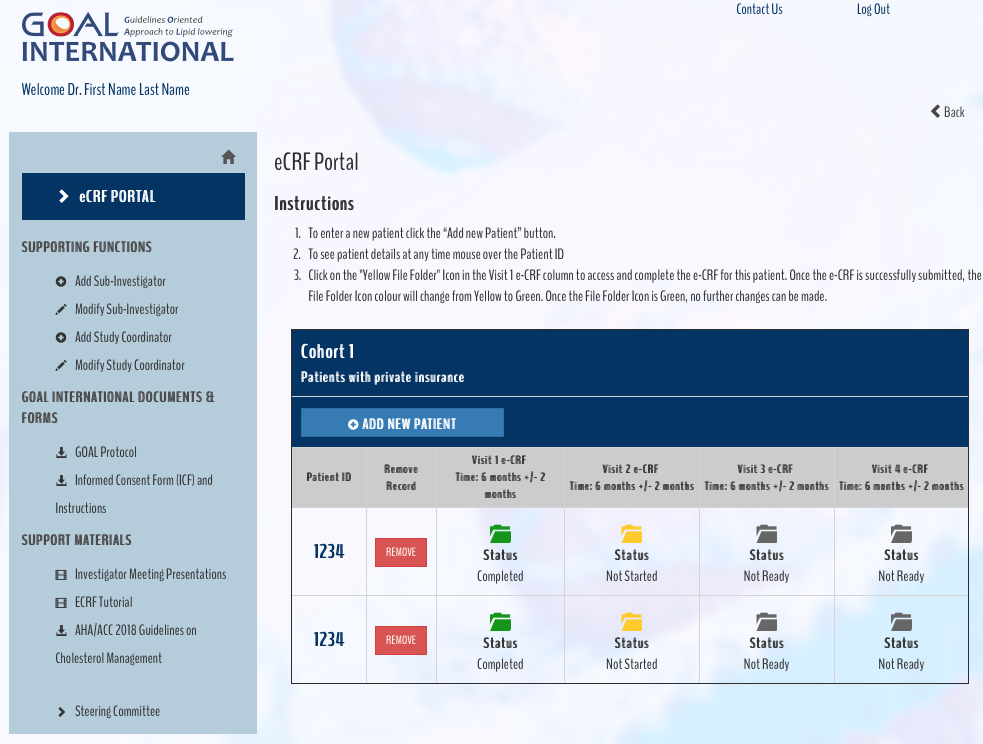 Contact Us
Log Out
GOAL Guidelines Oriented
Approach to Lipid lowering
INTERNATIONAL
Welcome Dr. First Name Last Name
Back
eCRF PORTAL
SUPPORTING FUNCTIONS
Add Sub-Investigator
Modify Sub-Investigator
Add Study Coordinator
Modify Study Coordinator
GOAL INTERNATIONAL DOCUMENTS &
FORMS
GOAL Protocol
Informed Consent Form (ICF) and
Instructions
SUPPORT MATERIALS
Investigator Meeting Presentations
ECRF Tutorial
AHA/ACC 2018 Guidelines on
Cholesterol Management
Steering Committee
eCRF Portal
Instructions
1. To enter a new patient click the “Add new Patient” button.
2. To see patient details at any time mouse over the Patient ID
3. Click on the "Yellow File Folder" Icon in the Visit 1 e-CRF column to access and complete the e-CRF for this patient. Once the e-CRF is successfully submitted, the
File Folder Icon colour will change from Yellow to Green. Once the File Folder Icon is Green, no further changes can be made.
Cohort 1
Patients with private insurance
ADD NEW PATIENT
Patient ID
Remove
Record
Visit 1 e-CRF
Time: 6 months +/- 2
months
Visit 2 e-CRF
Time: 6 months +/- 2 months
Visit 3 e-CRF
Time: 6 months +/- 2 months
Visit 4 e-CRF
Time: 6 months +/- 2 months
1234
REMOVE
Status
Completed
Status
Not Started
Status
Not Ready
Status
Not Ready
1234
REMOVE
Status
Completed
Status
Not Started
Status
Not Ready
Status
Not Ready